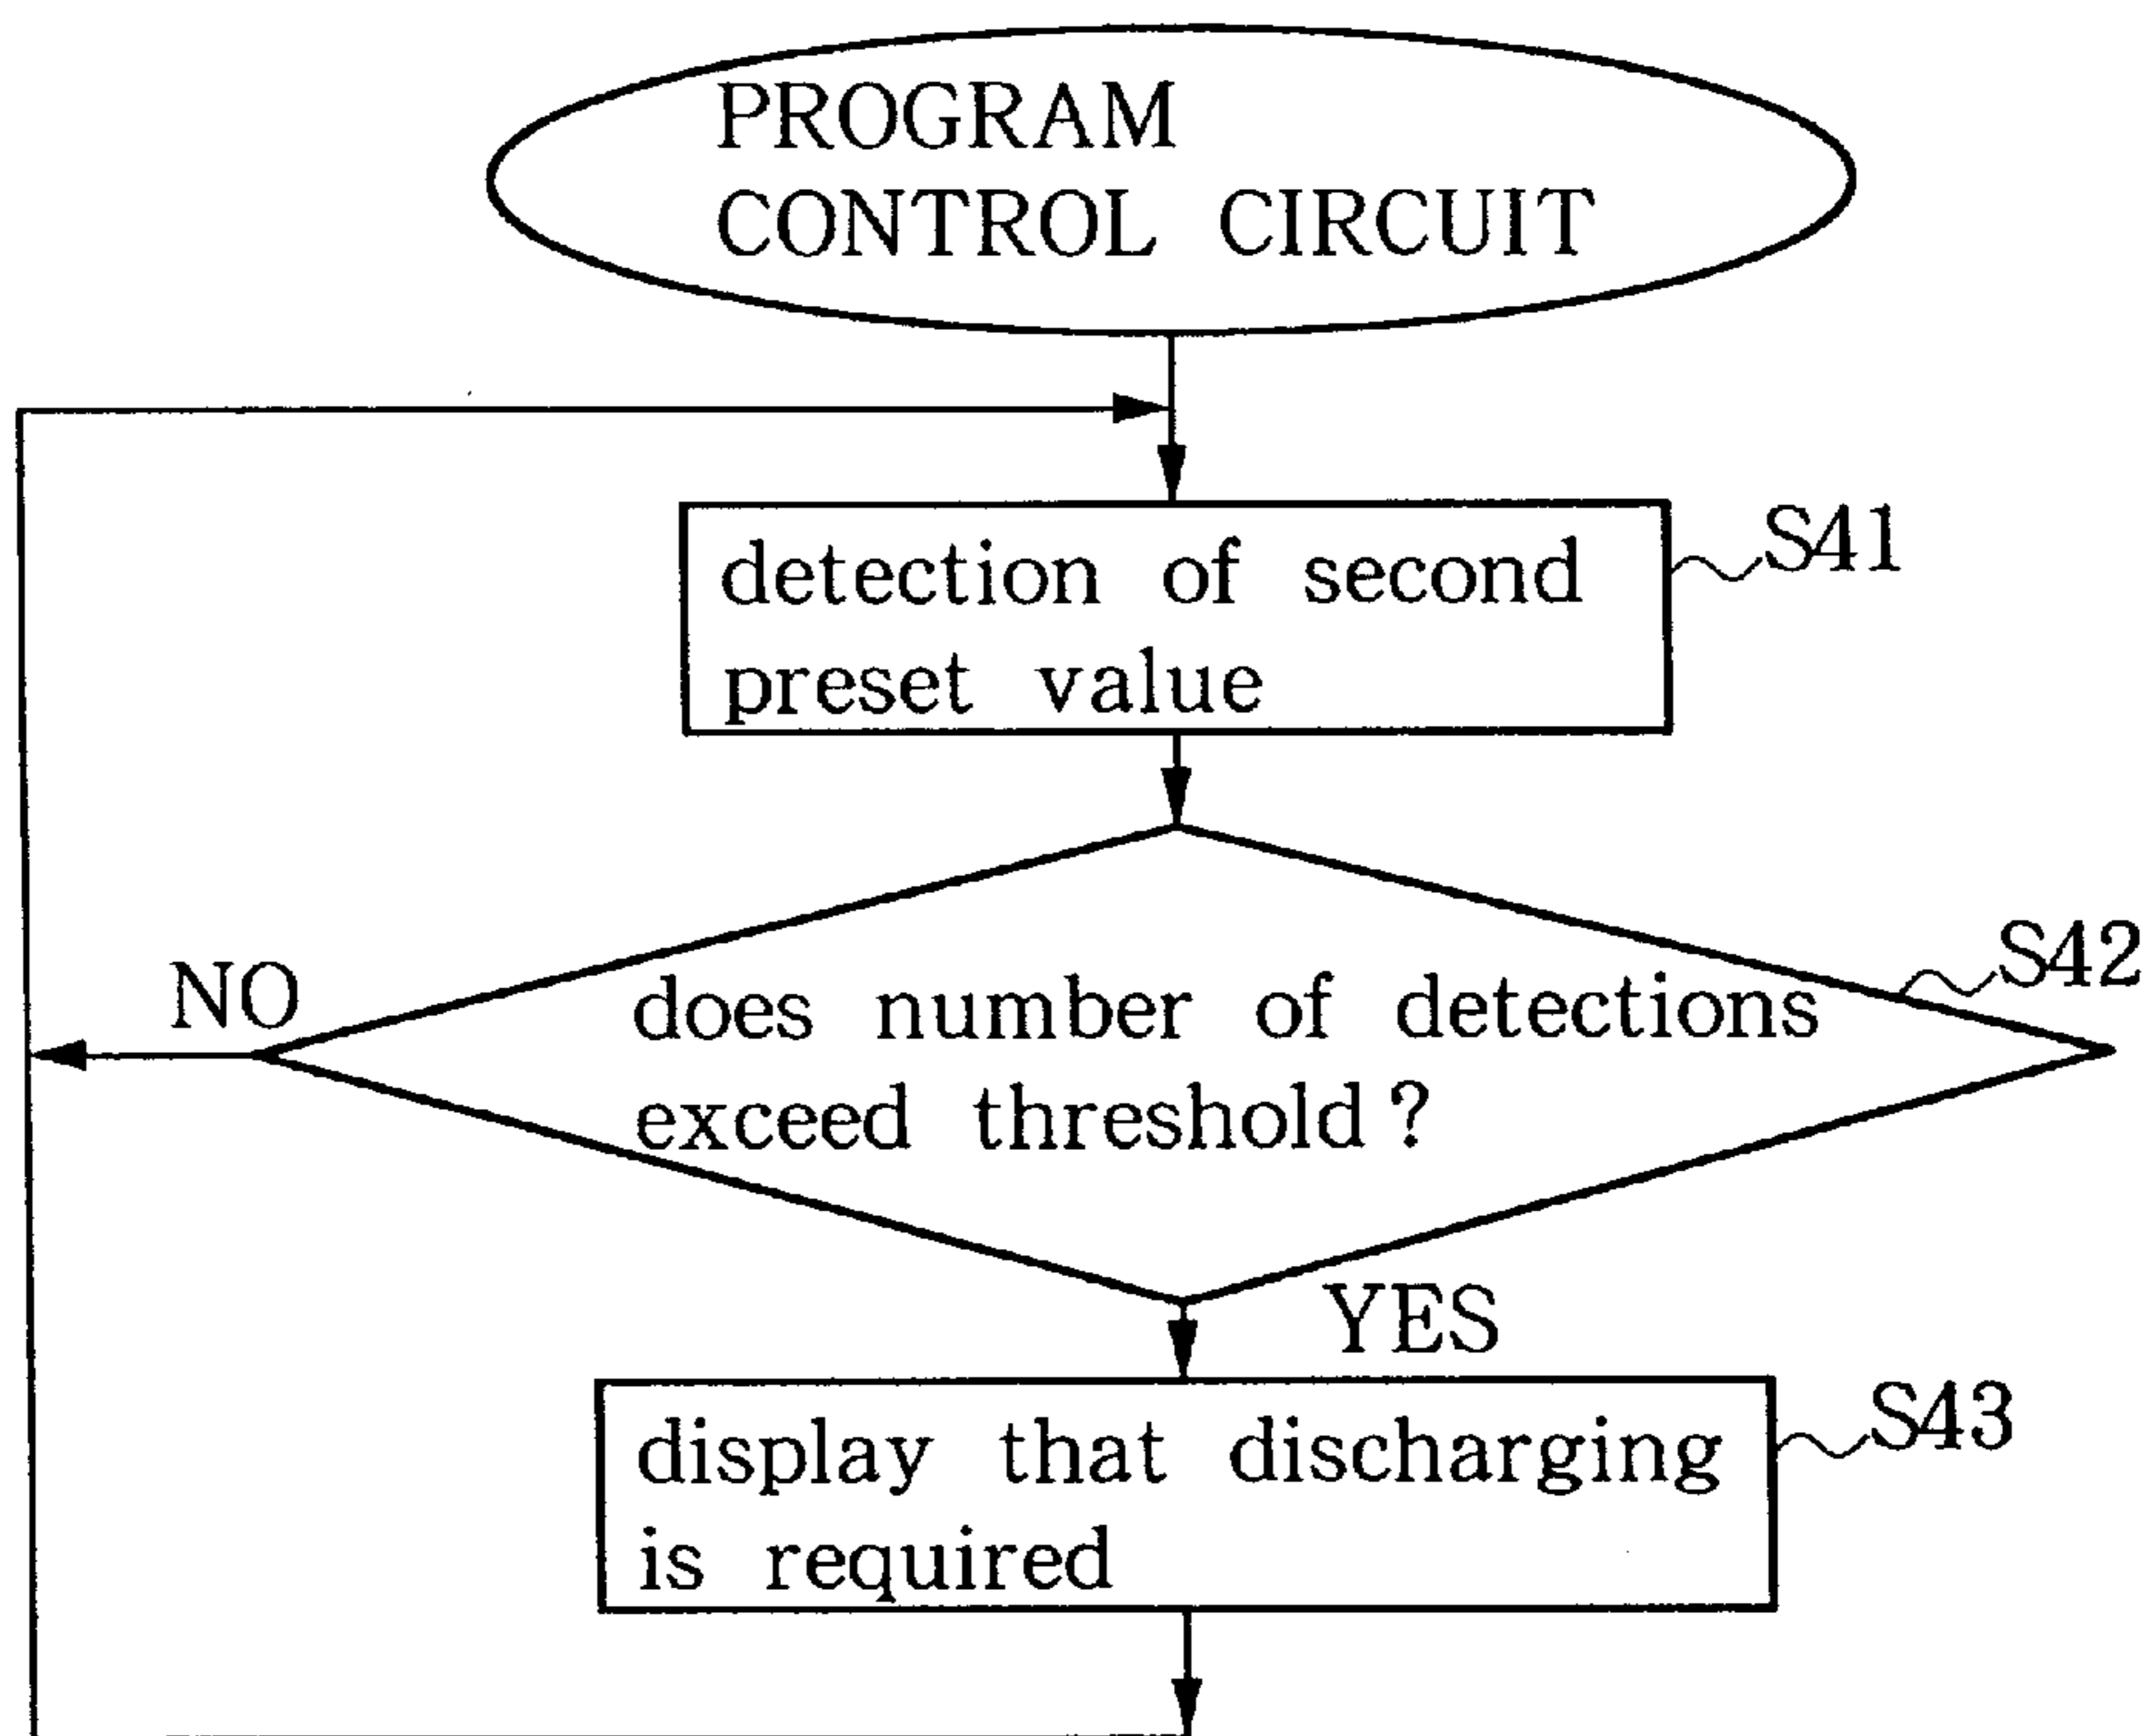 PROGRAM
CONTROL CIRCUIT
detection of second
preset value
S41
does number of detections
exceed threshold?
S42
NO
YES
display that discharging
is required
S43